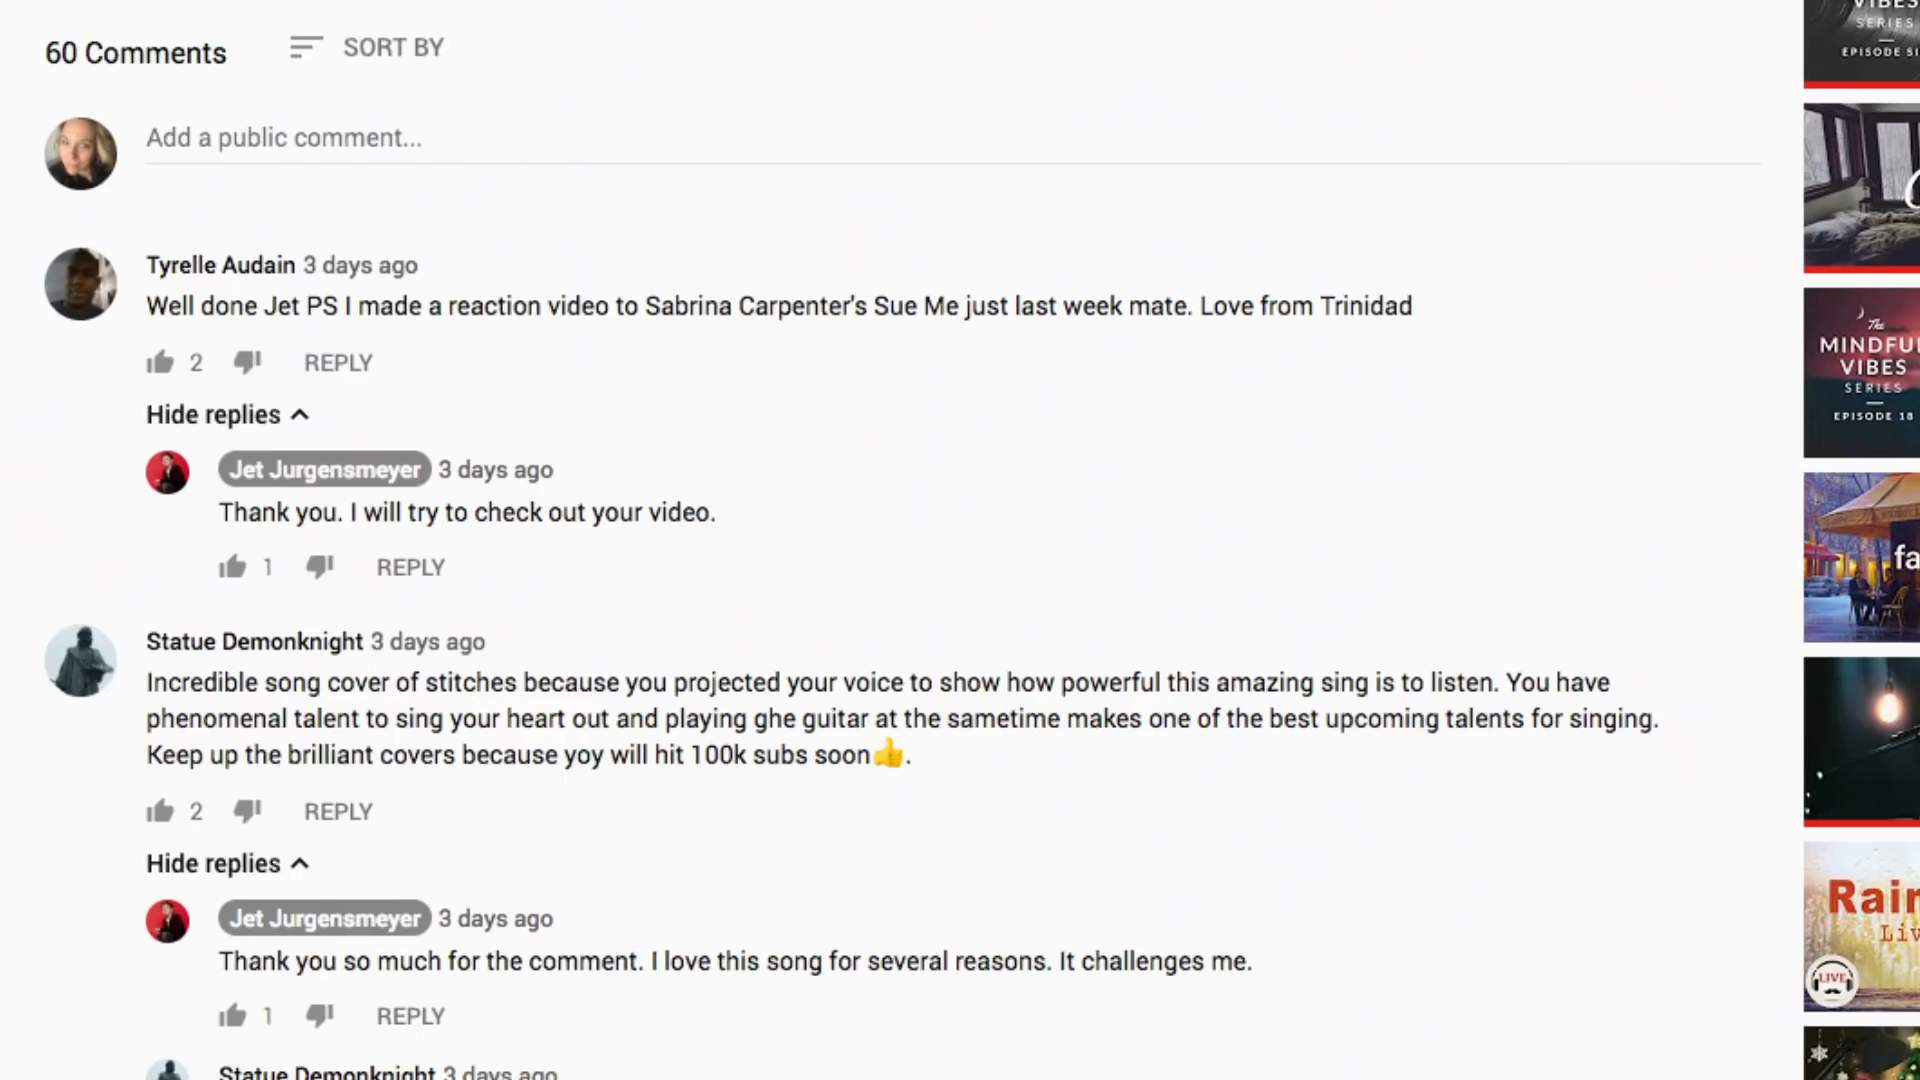 60 Comments
SORT BY
Add a public comment...
Tyrelle Audain 3 days ago
Well done Jet PS I made a reaction video to Sabrina Carpenter's Sue Me just last week mate. Love from Trinidad
2 REPLY
Hide replies
Jet Jurgensmeyer 3 days ago
Thank you. I will try to check out your video.
1 REPLY
Statue Demonknight 3 days ago
Incredible song cover of stitches because you projected your voice to show how powerful this amazing sing is to listen. You have
phenomenal talent to sing your heart out and playing ghe guitar at the sametime makes one of the best upcoming talents for singing.
Keep up the brilliant covers because yoy will hit 100k subs soon👍.
2 REPLY
Hide replies
Jet Jurgensmeyer 3 days ago
Thank you so much for the comment. I love this song for several reasons. It challenges me.
1 REPLY
Statue Demonknight 3 days ago
VIBES
SERIES
EPISODE
The
VIBES
SERIES
EPISODE 18
LIVE